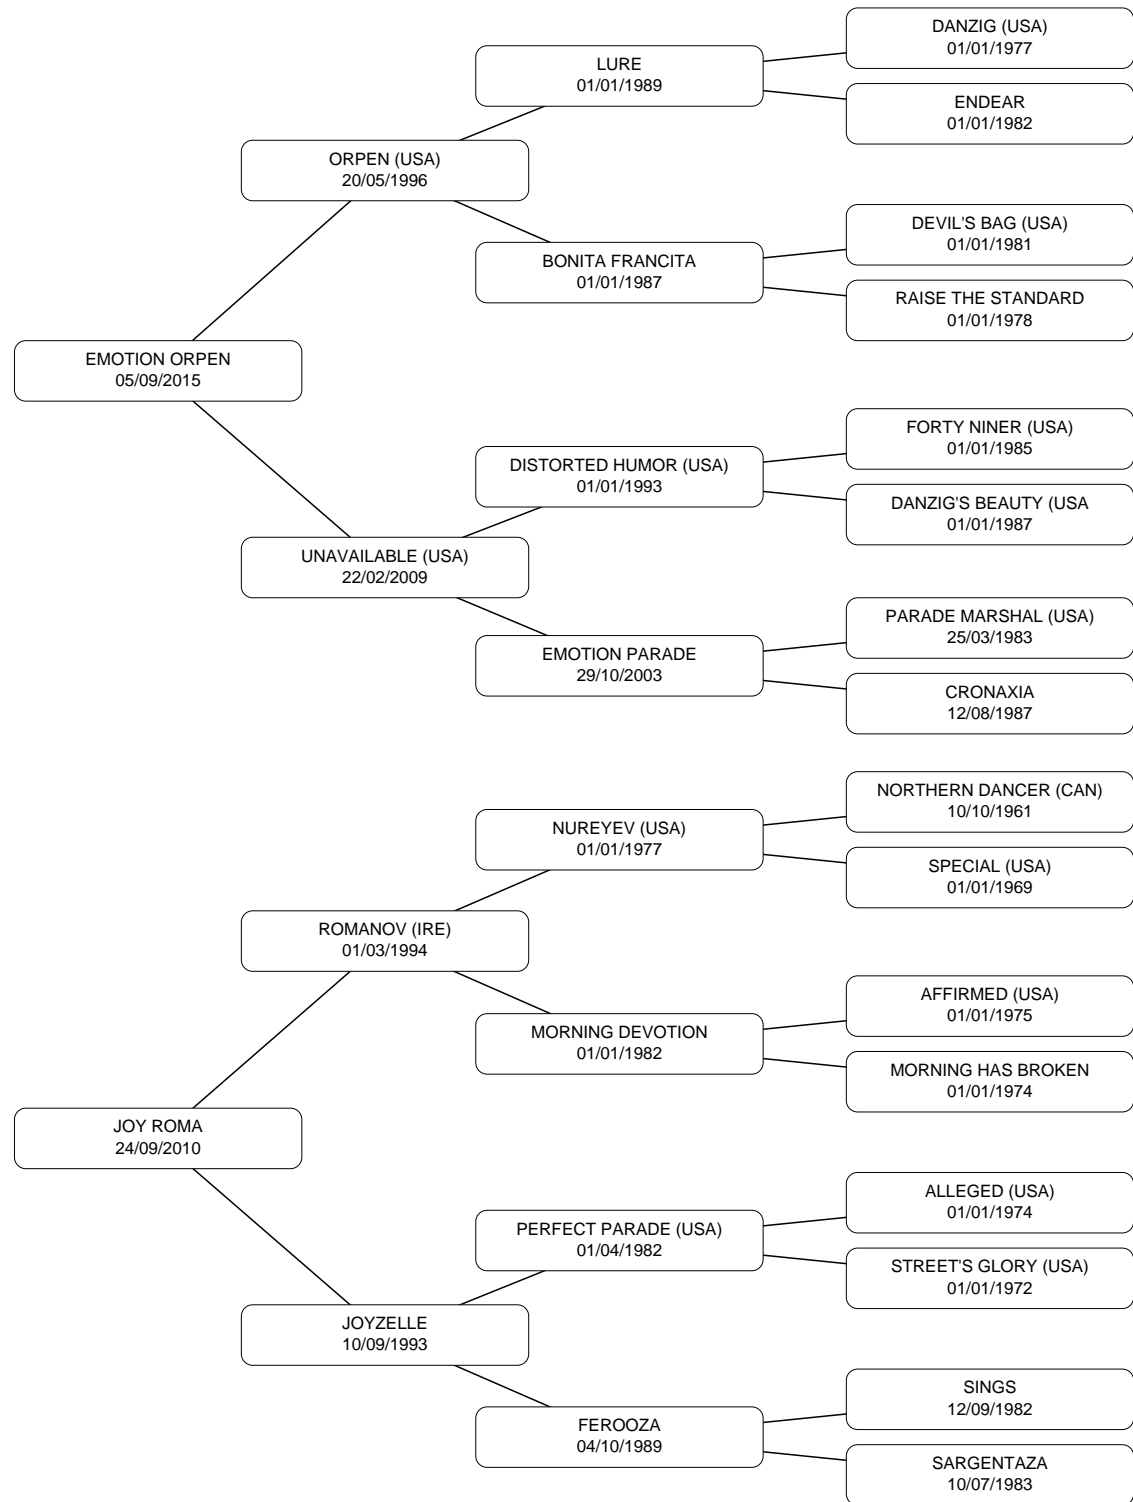 DANZIG (USA)
01/01/1977
LURE
01/01/1989
ENDEAR
01/01/1982
ORPEN (USA)
20/05/1996
DEVIL'S BAG (USA)
01/01/1981
BONITA FRANCITA
01/01/1987
RAISE THE STANDARD
01/01/1978
EMOTION ORPEN
05/09/2015
FORTY NINER (USA)
01/01/1985
DISTORTED HUMOR (USA)
01/01/1993
DANZIG'S BEAUTY (USA
01/01/1987
UNAVAILABLE (USA)
22/02/2009
PARADE MARSHAL (USA)
25/03/1983
EMOTION PARADE
29/10/2003
CRONAXIA
12/08/1987
NORTHERN DANCER (CAN)
10/10/1961
NUREYEV (USA)
01/01/1977
SPECIAL (USA)
01/01/1969
ROMANOV (IRE)
01/03/1994
AFFIRMED (USA)
01/01/1975
MORNING DEVOTION
01/01/1982
MORNING HAS BROKEN
01/01/1974
JOY ROMA
24/09/2010
ALLEGED (USA)
01/01/1974
PERFECT PARADE (USA)
01/04/1982
STREET'S GLORY (USA)
01/01/1972
JOYZELLE
10/09/1993
SINGS
12/09/1982
FEROOZA
04/10/1989
SARGENTAZA
10/07/1983